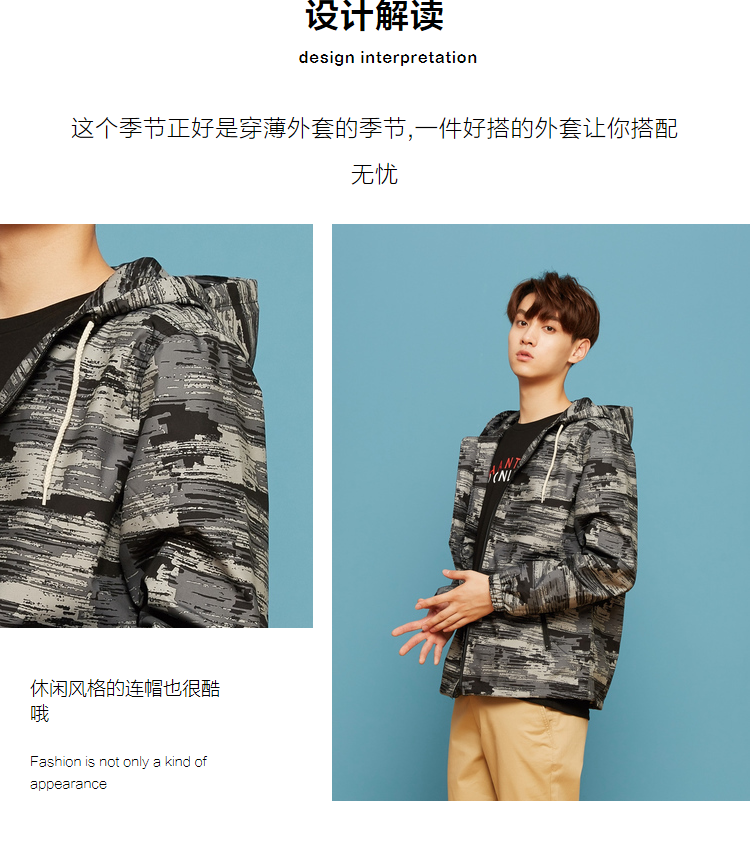 设计解读
design interpretation
这个季节正好是穿薄外套的季节,一件好搭的外套让你搭配
无忧
休闲风格的连帽也很酷
哦
Fashion is not only a kind of
appearance